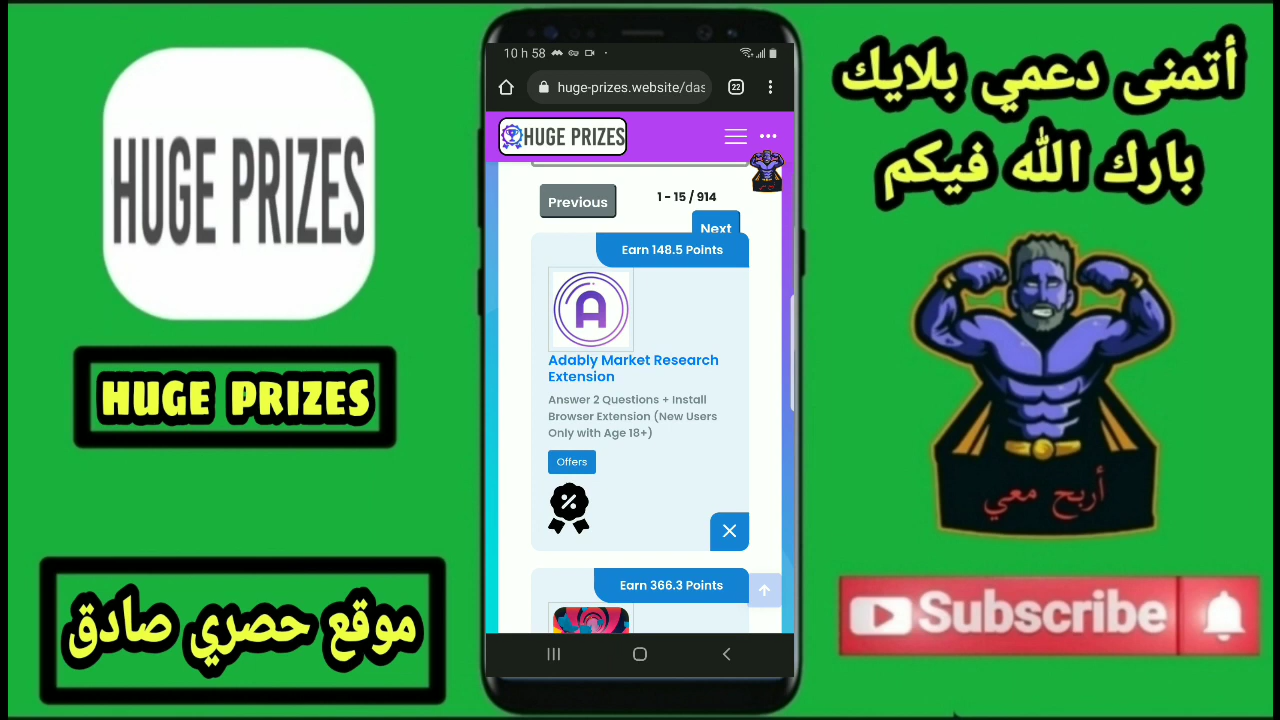 HUGE PRIZES
HUGE PRIZES
موقع حصري صادق
10 h 58
huge-prizes.website/das
22
HUGE PRIZES
Previous
1 - 15 / 914
Next
Earn 148.5 Points
A
Adably Market Research
Extension
Answer 2 Questions + Install
Browser Extension (New Users
Only with Age 18+)
Offers
Earn 366.3 Points
أتمنى دعمي بلايك
بارك الله فيكم
أربح معي
Subscribe